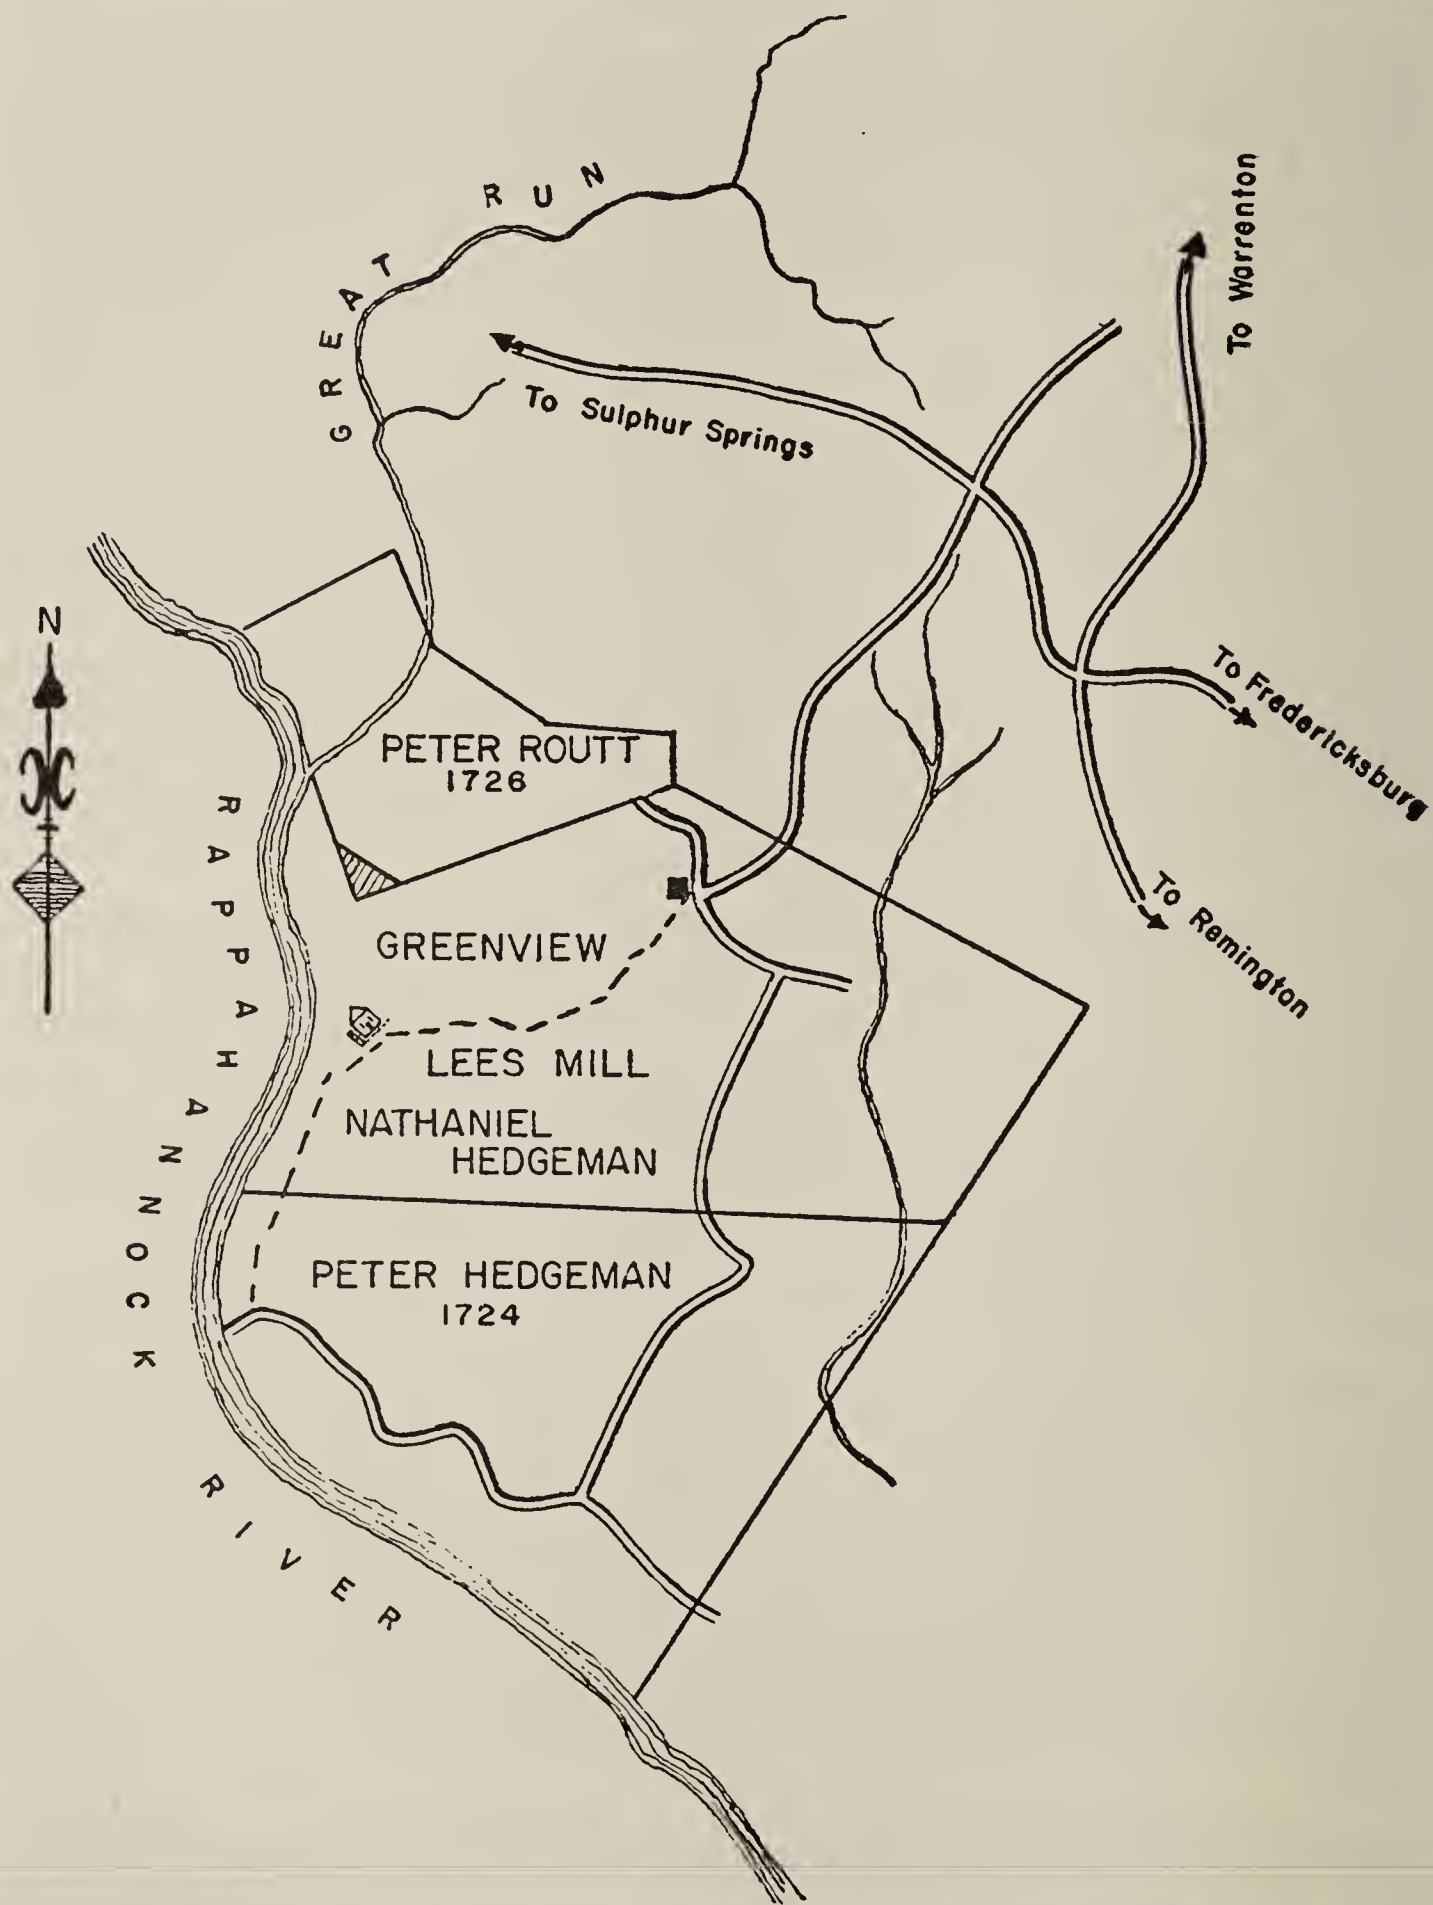 GREAT RUN
To Warrenton
To Sulphur Springs
N
To Fredericksburg
PETER ROUTT
1726
RAPPAHANNOCK RIVER
To Remington
GREENVIEW
LEES MILL
NATHANIEL
HEDGEMAN
PETER HEDGEMAN
1724